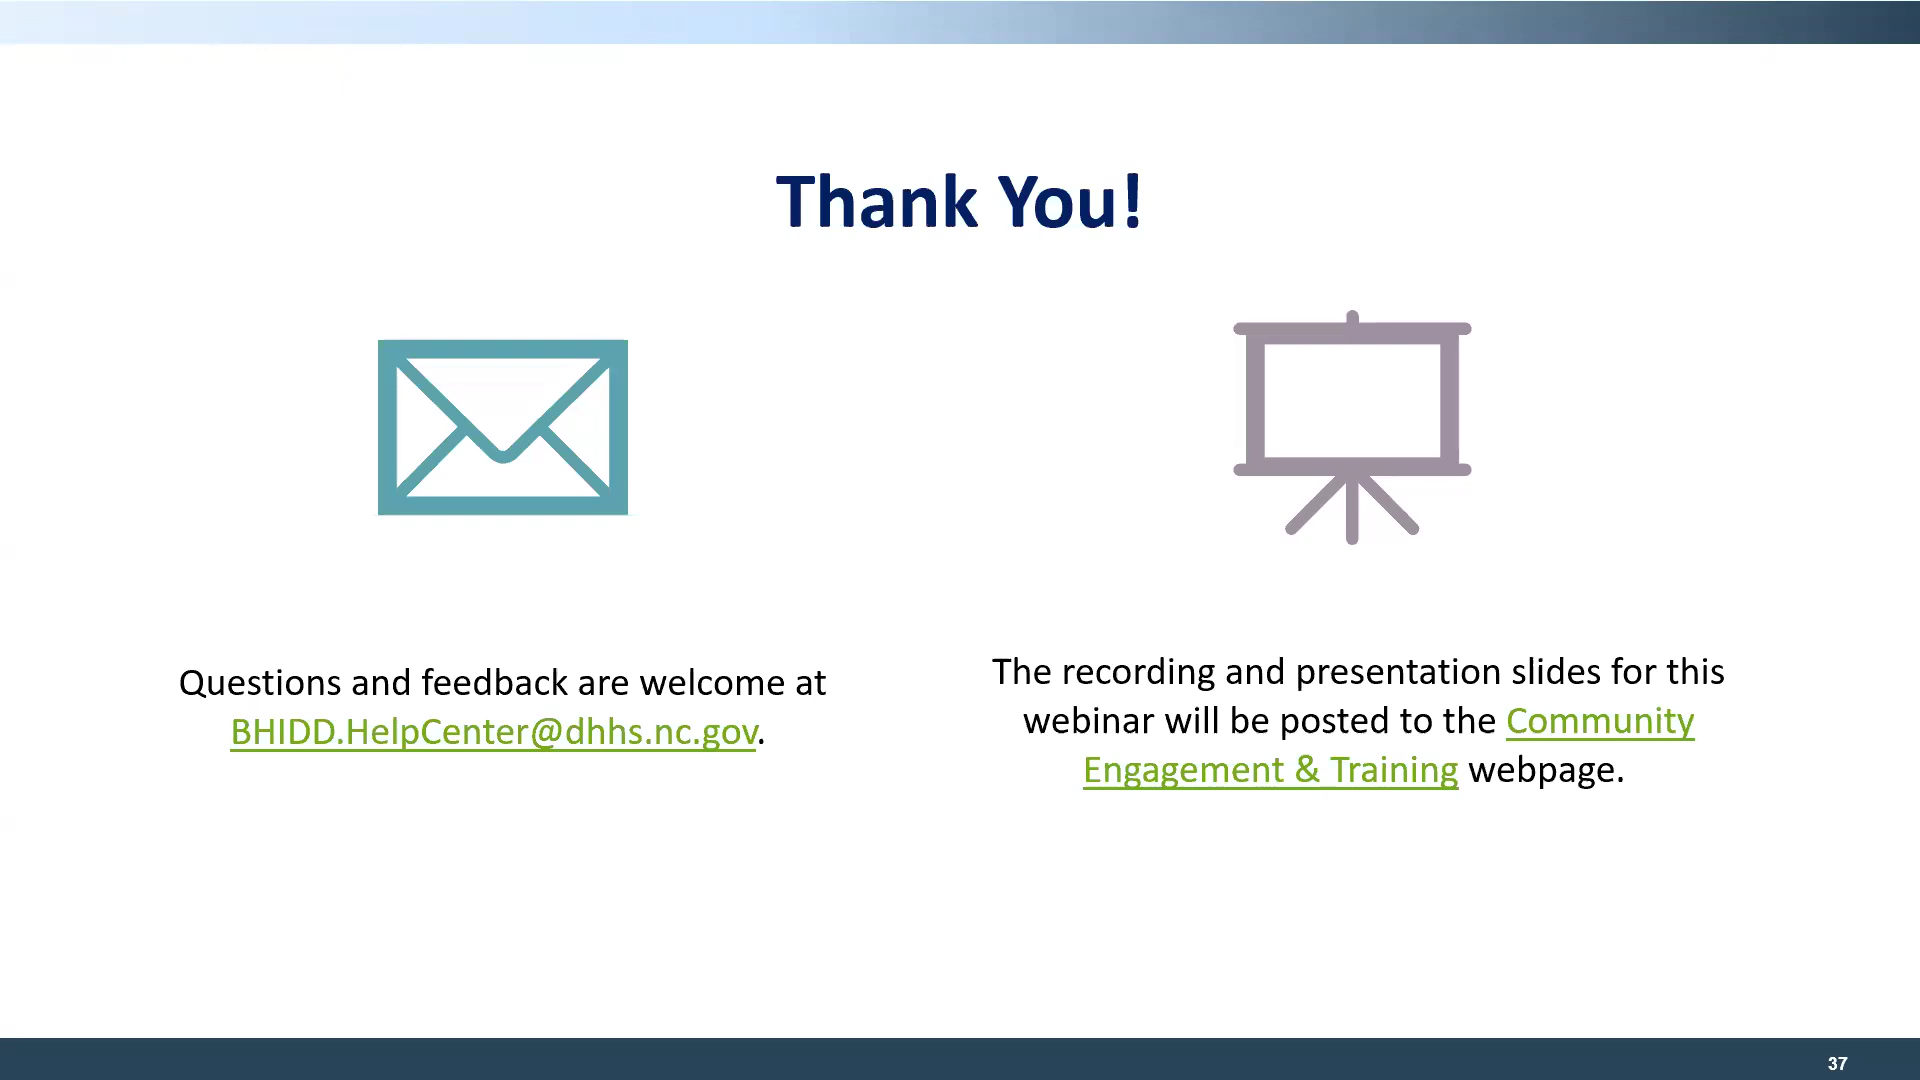 Thank You!
Questions and feedback are welcome at
BHIDD.HelpCenter@dhhs.nc.gov.
The recording and presentation slides for this
webinar will be posted to the Community
Engagement & Training webpage.
37